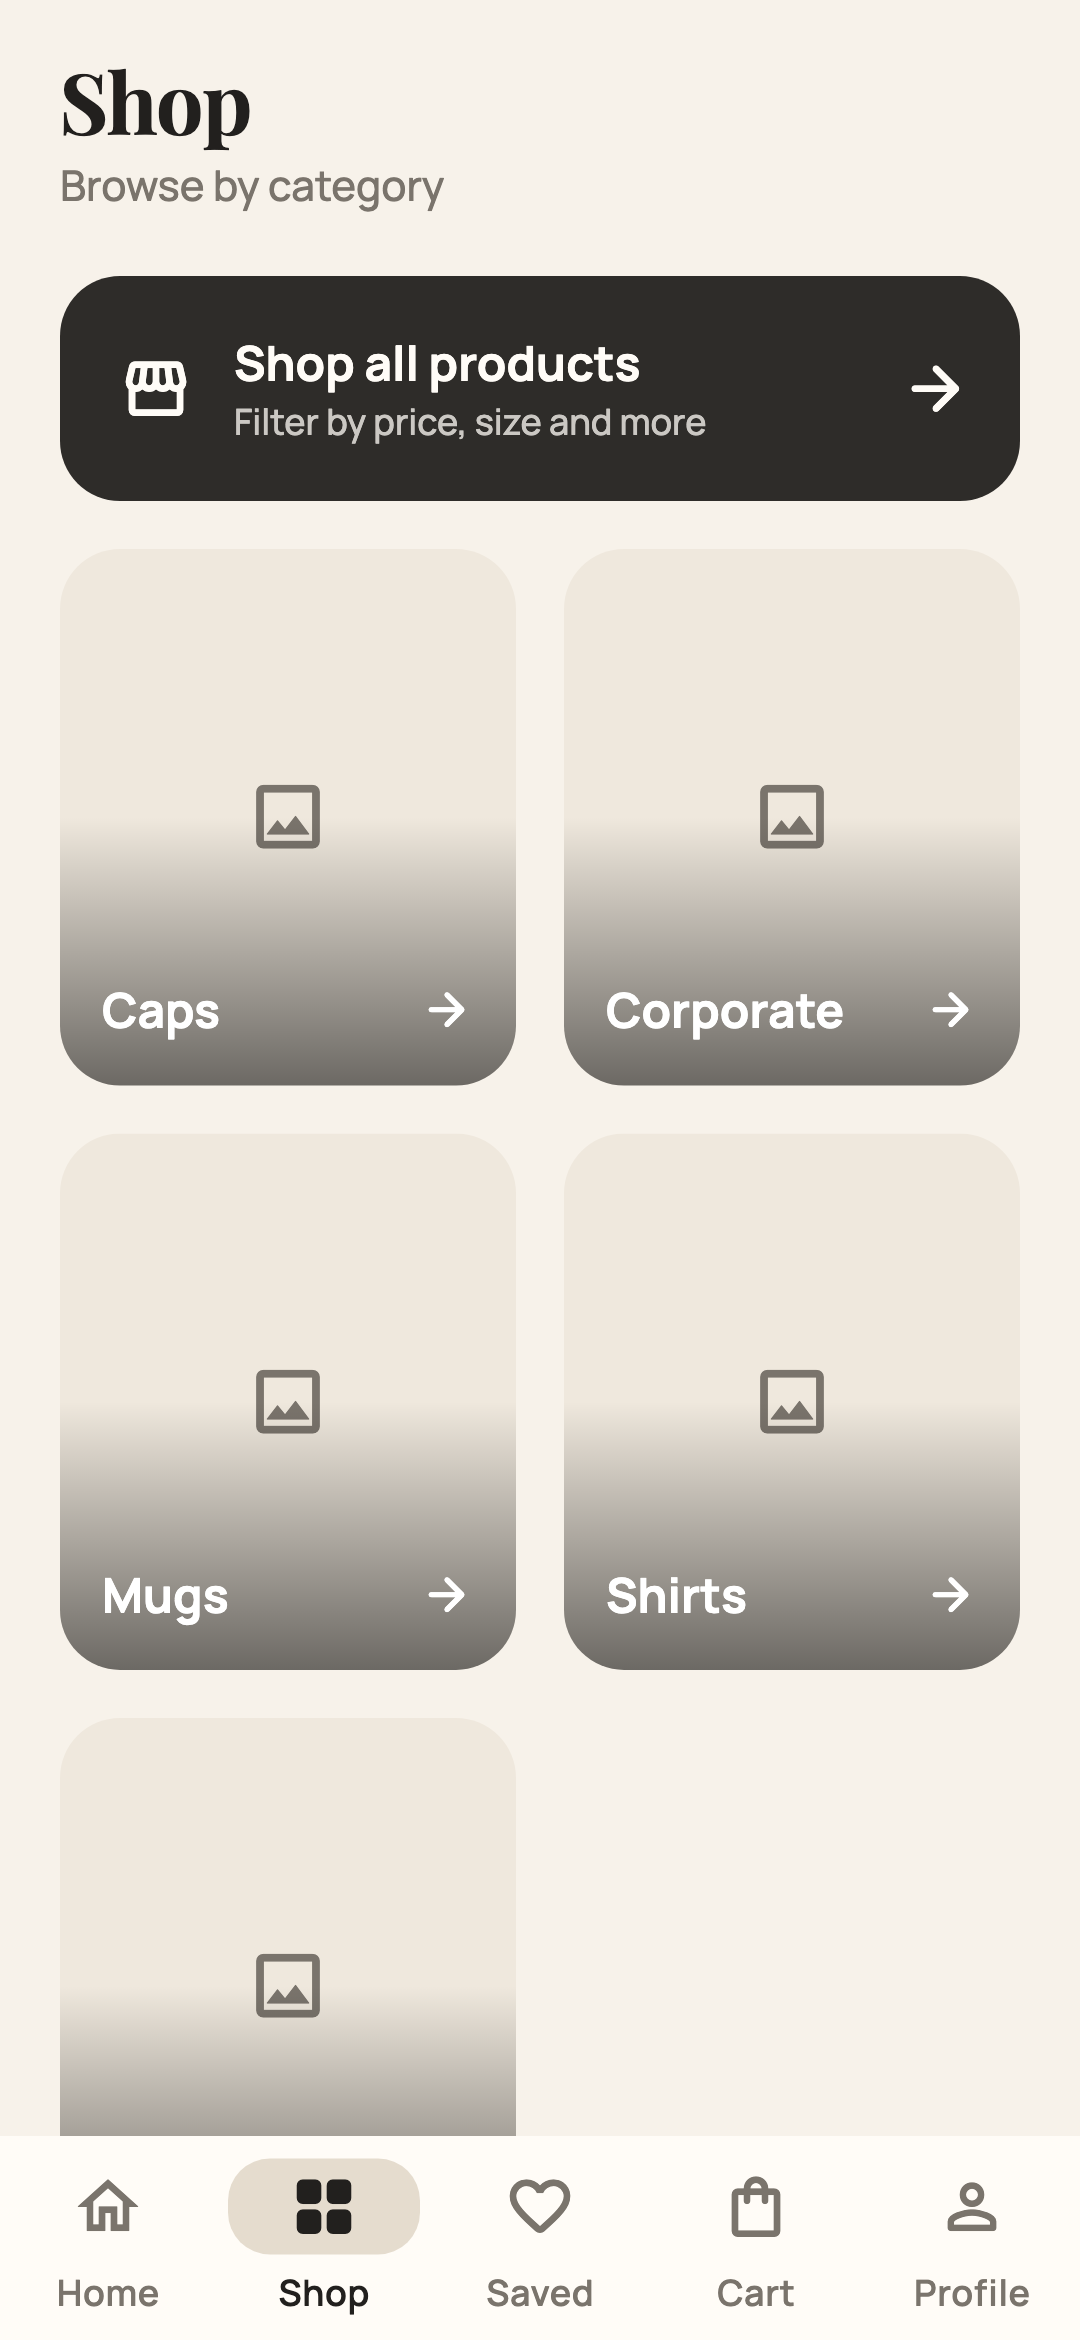 Shop
Browse by category
Shop all products
Filter by price, size and more
Caps
Corporate
Mugs
Shirts
Home
Shop
Saved
Cart
Profile